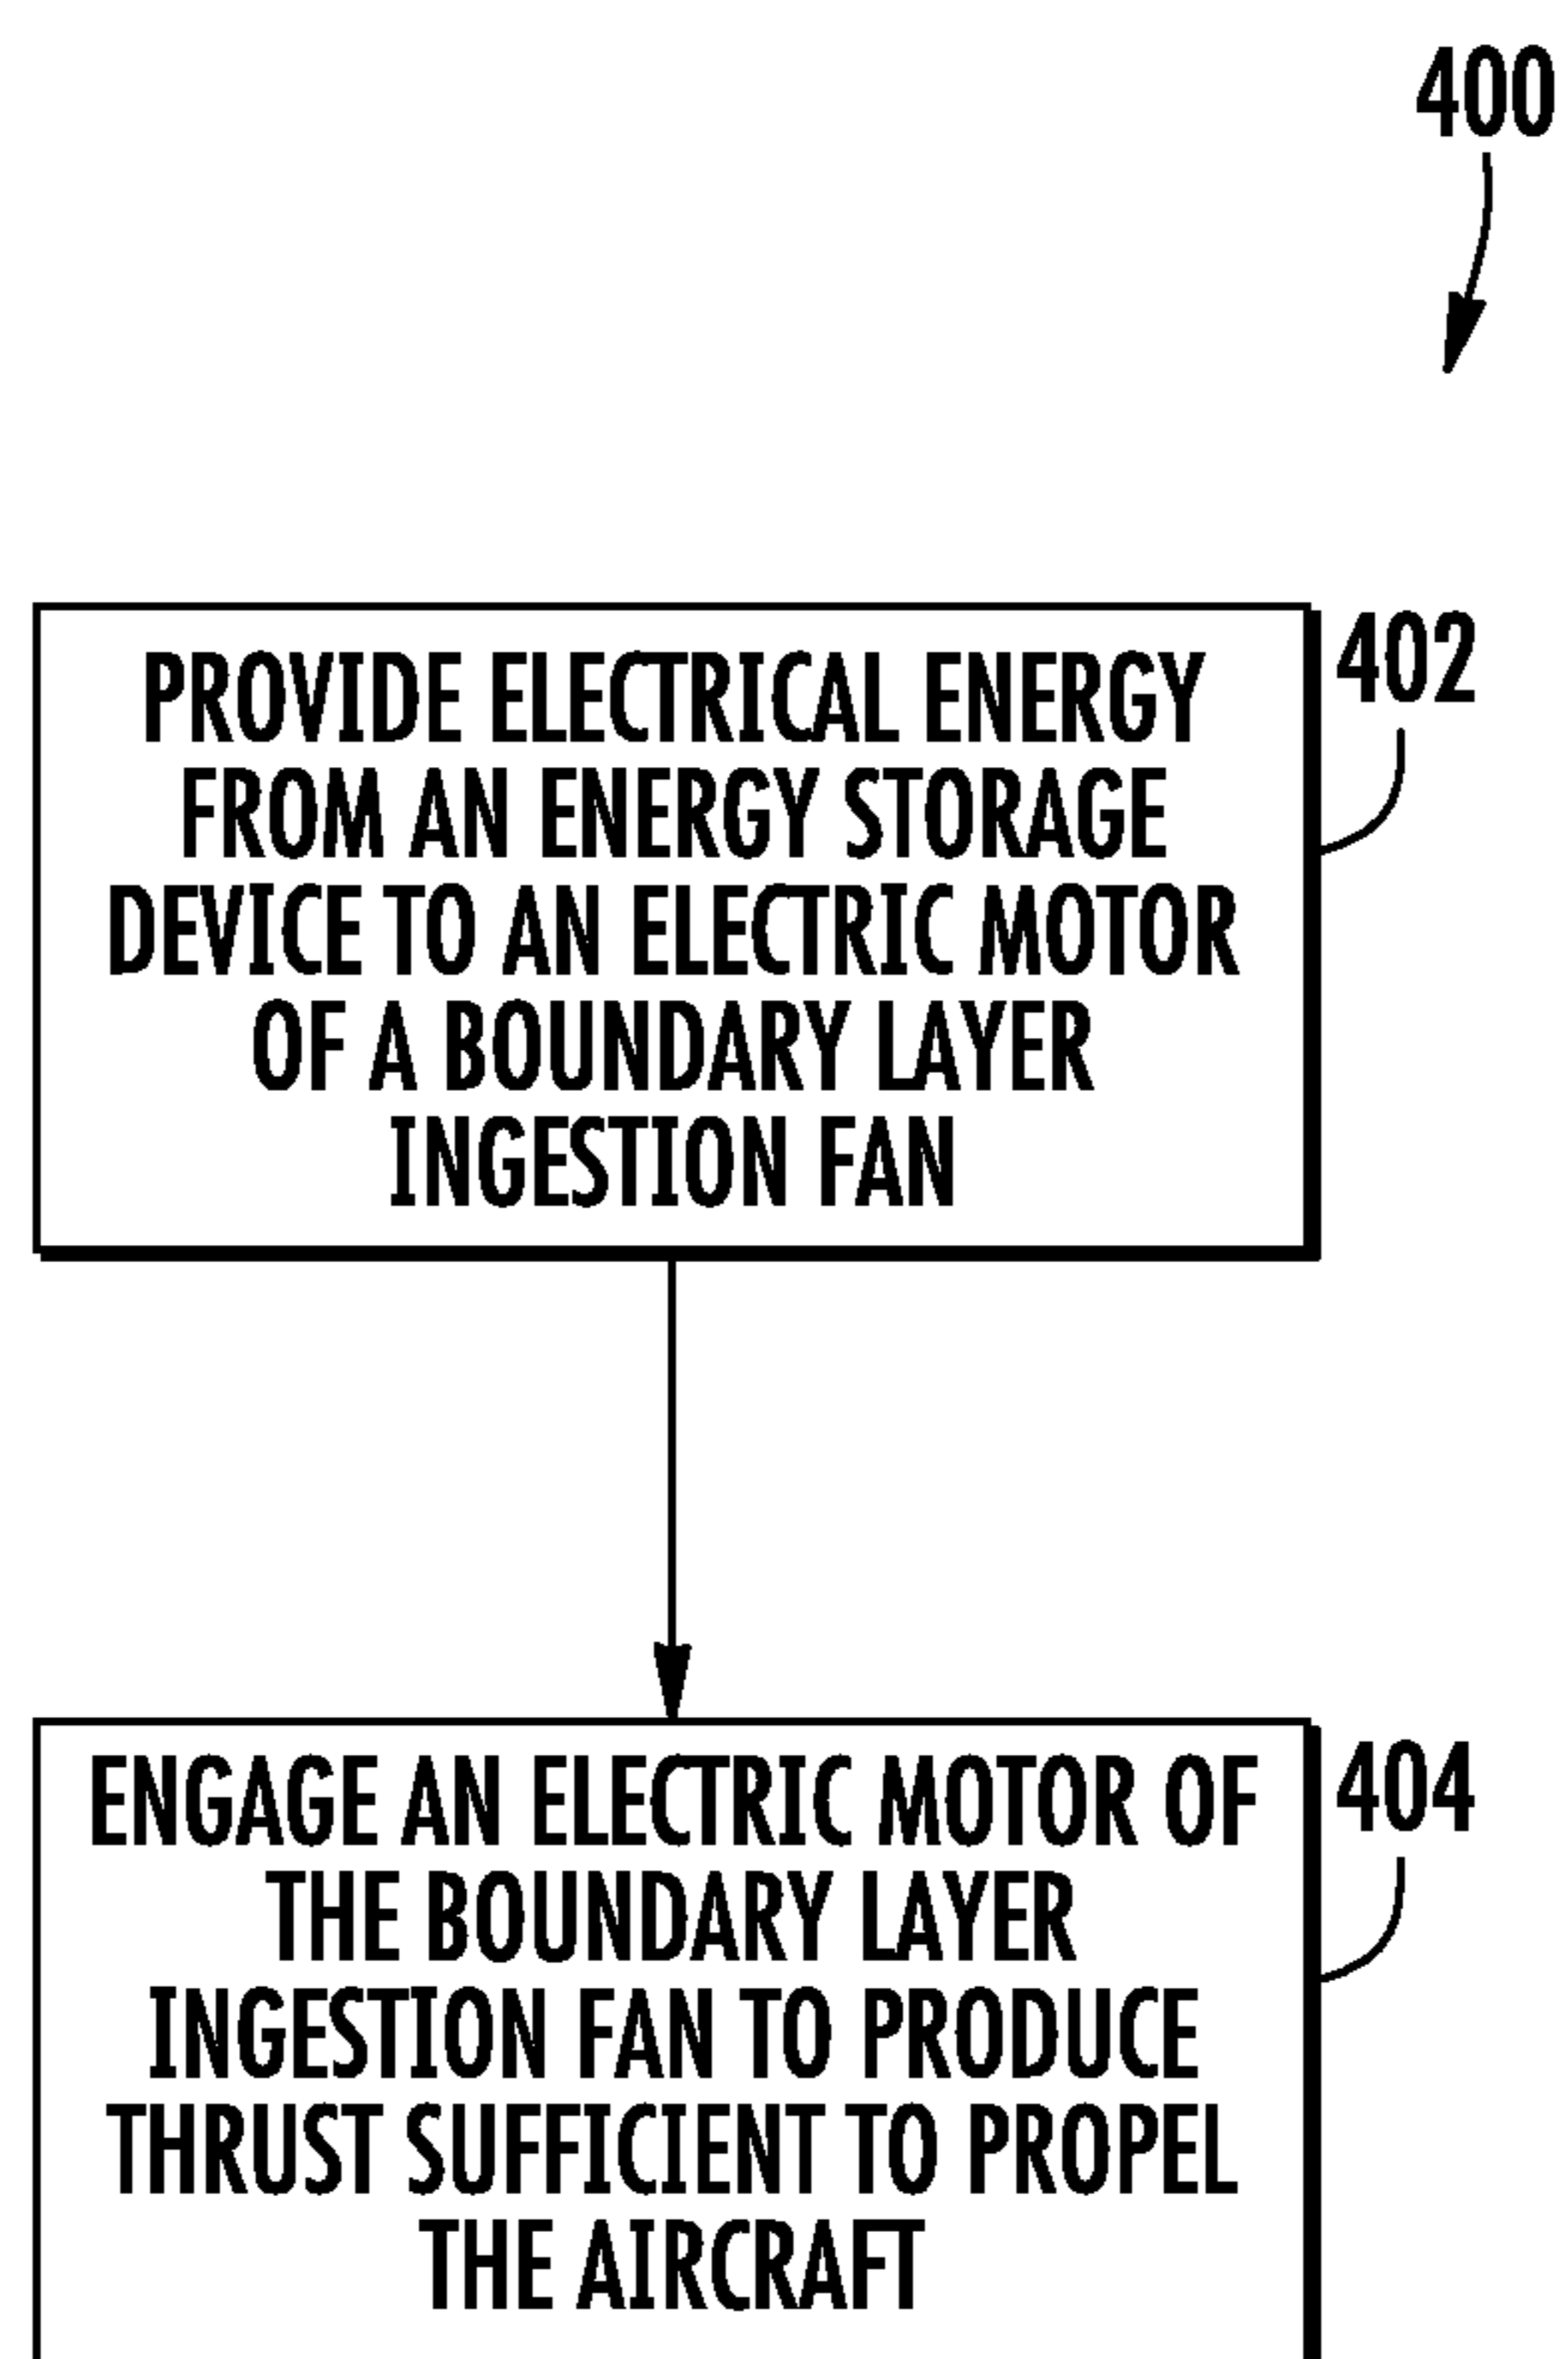 400
PROVIDE ELECTRICAL ENERGY
FROM AN ENERGY STORAGE
DEVICE TO AN ELECTRIC MOTOR
OF A BOUNDARY LAYER
INGESTION FAN
402
ENGAGE AN ELECTRIC MOTOR OF
THE BOUNDARY LAYER
INGESTION FAN TO PRODUCE
THRUST SUFFICIENT TO PROPEL
THE AIRCRAFT
404